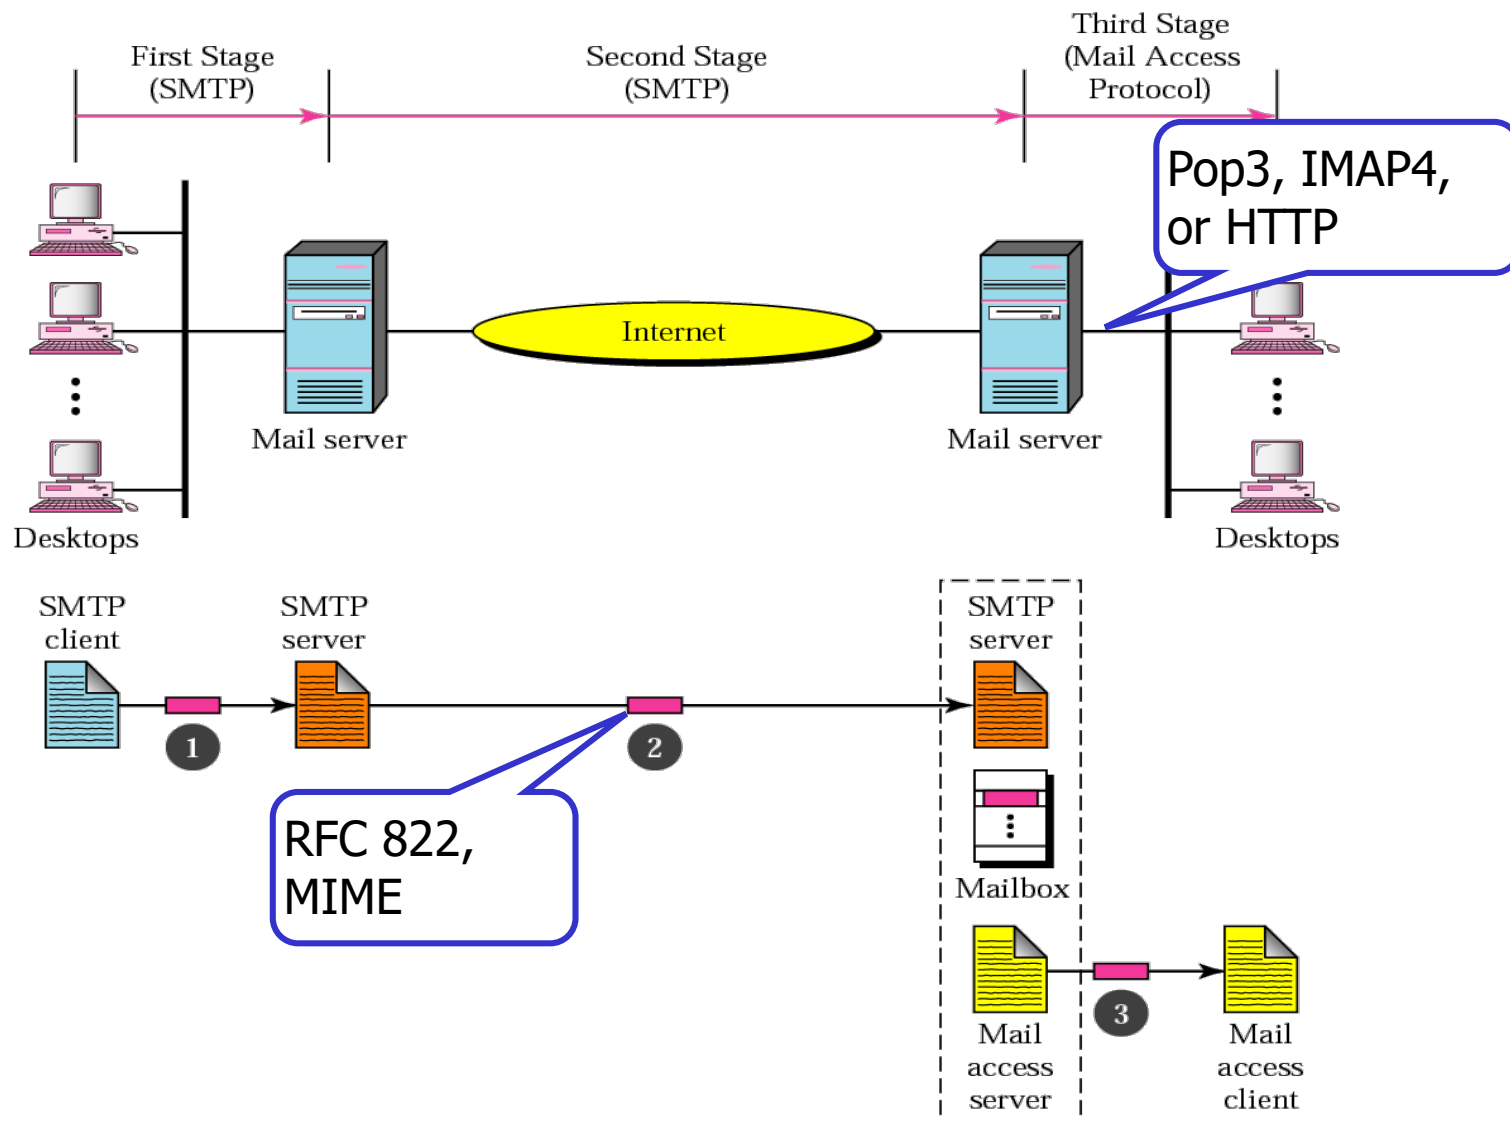 First Stage
(SMTP)
Second Stage
(SMTP)
Third Stage
(Mail Access
Protocol)
Pop3, IMAP4,
or HTTP
Internet
Mail server
Mail server
Desktops
Desktops
SMTP
client
SMTP
server
SMTP
server
1
2
RFC 822,
MIME
Mailbox
3
Mail
access
server
Mail
access
client